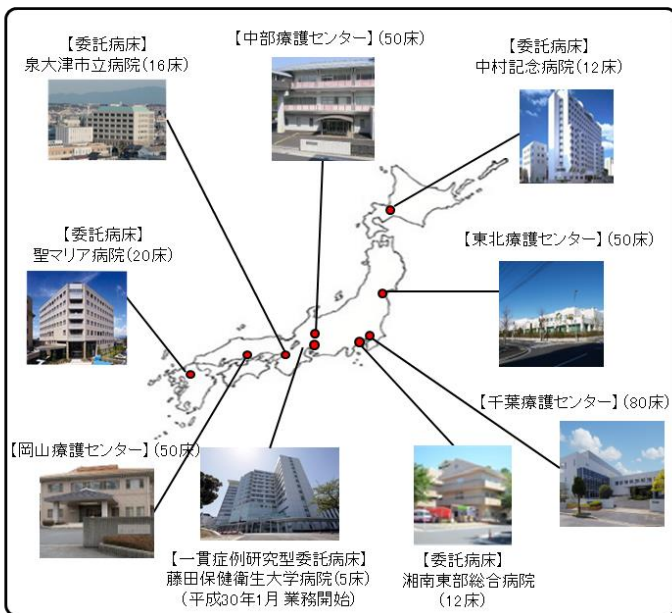 【委託病床】
泉大津市立病院(16床)
【中部療護センター】(50床)
【委託病床】
中村記念病院(12床)
【委託病床】
聖マリア病院(20床)
【東北療護センター】(50床)
【千葉療護センター】(80床)
【岡山療護センター】(50床)
【一貫症例研究型委託病床】
藤田保健衛生大学病院(5床)
(平成30年1月 業務開始)
【委託病床】
湘南東部総合病院
(12床)